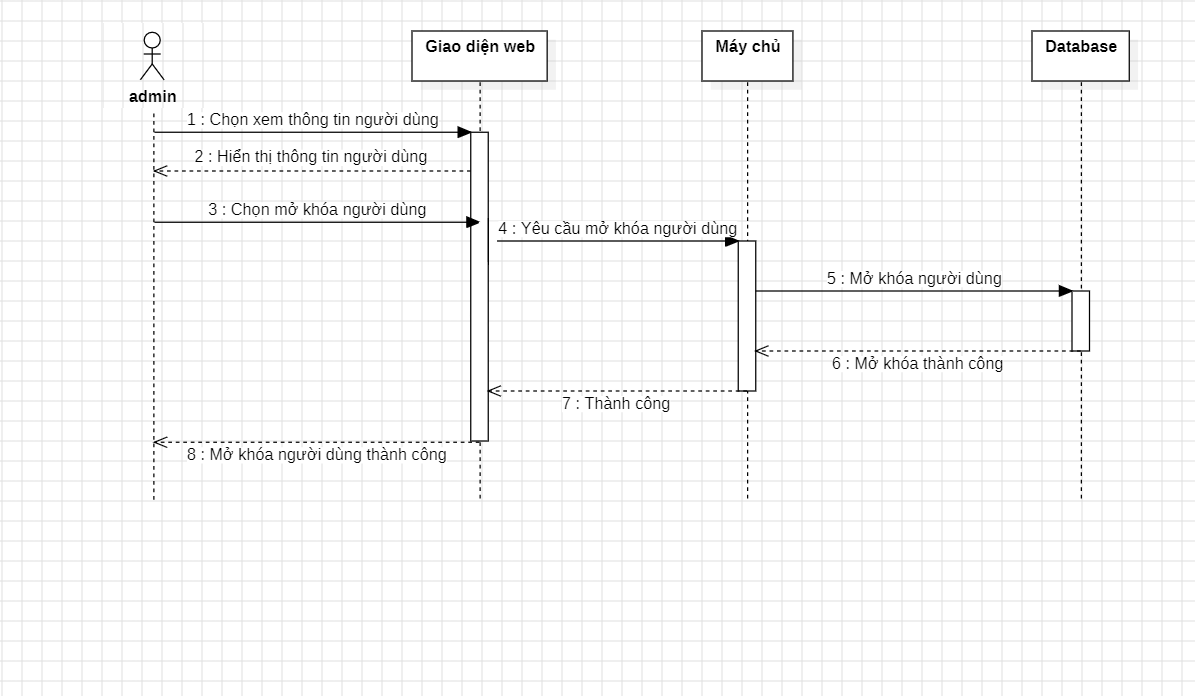 Giao diện web
Máy chủ
Database
admin
1 : Chọn xem thông tin người dùng
2 : Hiển thị thông tin người dùng
3 : Chọn mở khóa người dùng
4 : Yêu cầu mở khóa người dùng
5 : Mở khóa người dùng
6 : Mở khóa thành công
7 : Thành công
8 : Mở khóa người dùng thành công